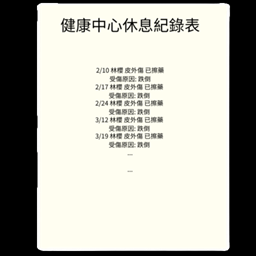 健康中心休息紀錄表
2/10 林櫻 皮外傷 已擦藥
受傷原因: 跌倒
2/17 林櫻 皮外傷 已擦藥
受傷原因: 跌倒
2/24 林櫻 皮外傷 已擦藥
受傷原因: 跌倒
3/12 林櫻 皮外傷 已擦藥
受傷原因: 跌倒
3/19 林櫻 皮外傷 已擦藥
受傷原因: 跌倒
...
...